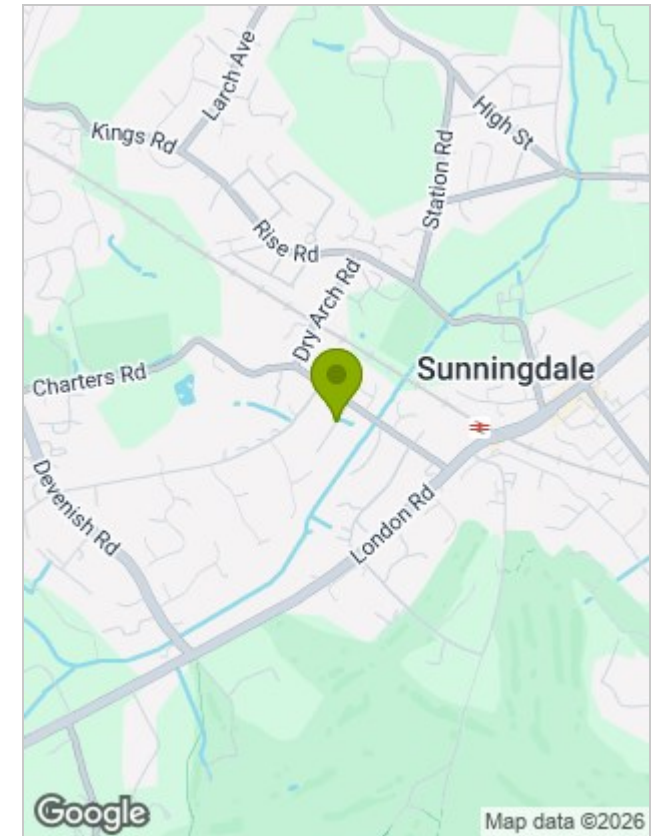 Larch Ave
High St
Kings Rd
Station Rd
Rise Rd
Dry Arch Rd
Sunningdale
Charters Rd
Devenish Rd
London Rd
Google
Map data ©2026